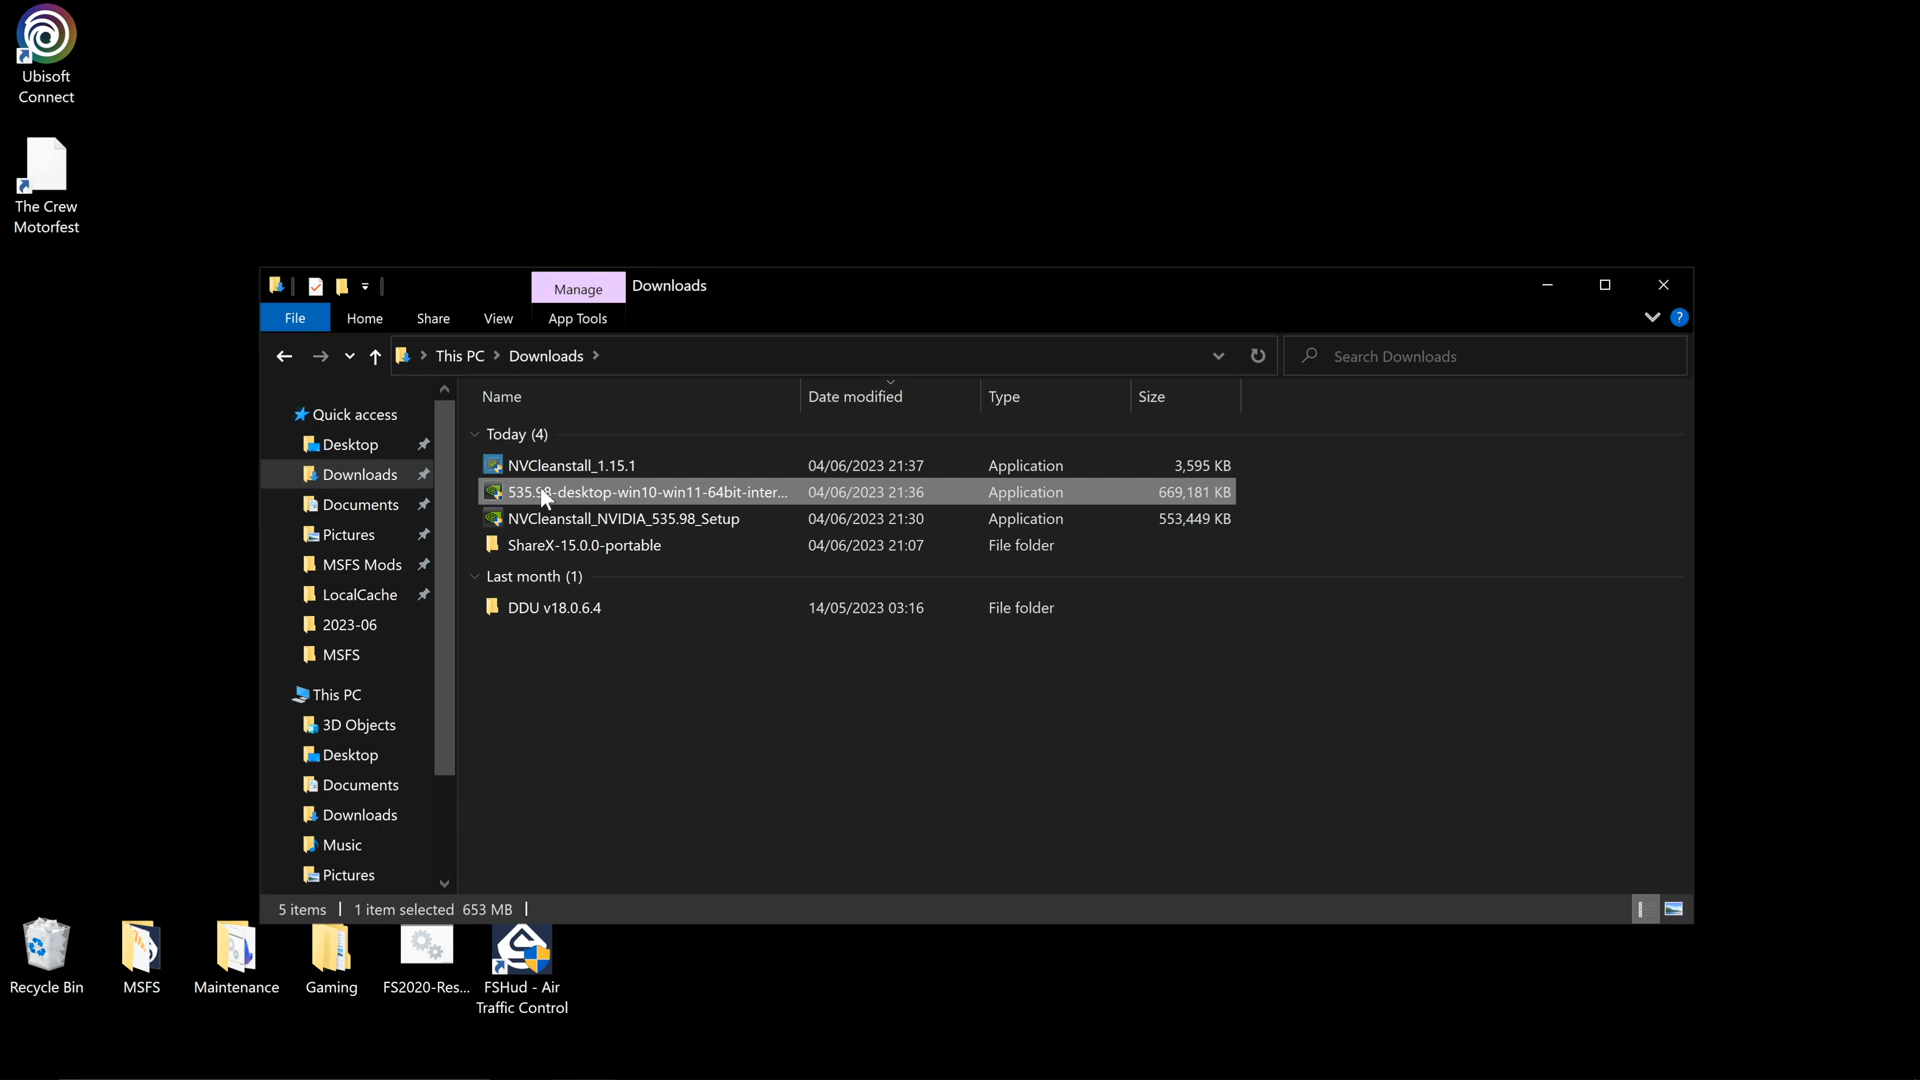 Ubisoft
Connect
The Crew
Motorfest
Manage
Downloads
File
Home
Share
View
App Tools
?
This PC
Downloads
Search Downloads
Name
Date modified
Type
Size
Quick access
Desktop
Downloads
Documents
Pictures
MSFS Mods
LocalCache
2023-06
MSFS
This PC
3D Objects
Desktop
Documents
Downloads
Music
Pictures
Today (4)
NVCleanstall_1.15.1 04/06/2023 21:37 Application 3,595 KB
535.98-desktop-win10-win11-64bit-inter... 04/06/2023 21:36 Application 669,181 KB
NVCleanstall_NVIDIA_535.98_Setup 04/06/2023 21:30 Application 553,449 KB
ShareX-15.0.0-portable 04/06/2023 21:07 File folder
Last month (1)
DDU v18.0.6.4 14/05/2023 03:16 File folder
5 items 1 item selected 653 MB
Recycle Bin
MSFS
Maintenance
Gaming
FS2020-Res...
FSHud - Air
Traffic Control